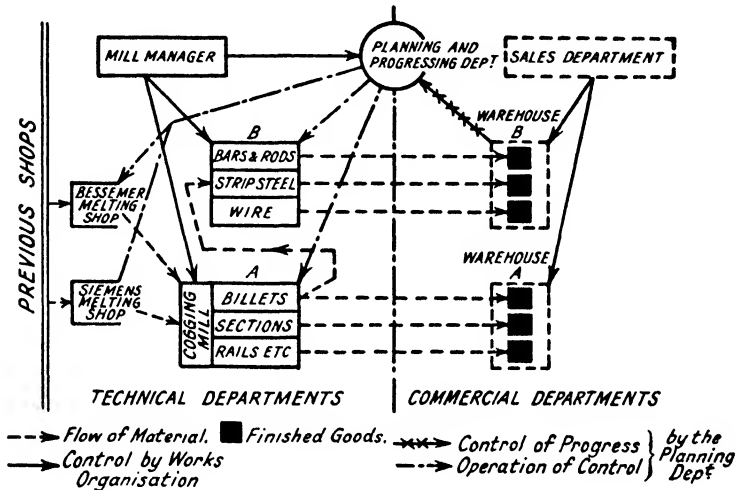 PREVIOUS SHOPS
MILL MANAGER
PLANNING AND
PROGRESSING DEPT
SALES DEPARTMENT
WAREHOUSE
B
B
BARS & RODS
STRIP STEEL
WIRE
BESSEMER
MELTING
SHOP
WAREHOUSE
A
A
SIEMENS
MELTING
SHOP
COGGING
MILL
BILLETS
SECTIONS
RAILS ETC
TECHNICAL DEPARTMENTS
COMMERCIAL DEPARTMENTS
Flow of Material.
Finished Goods.
Control of Progress
Operation of Control
by the
Planning
Dept.
Control by Works
Organisation